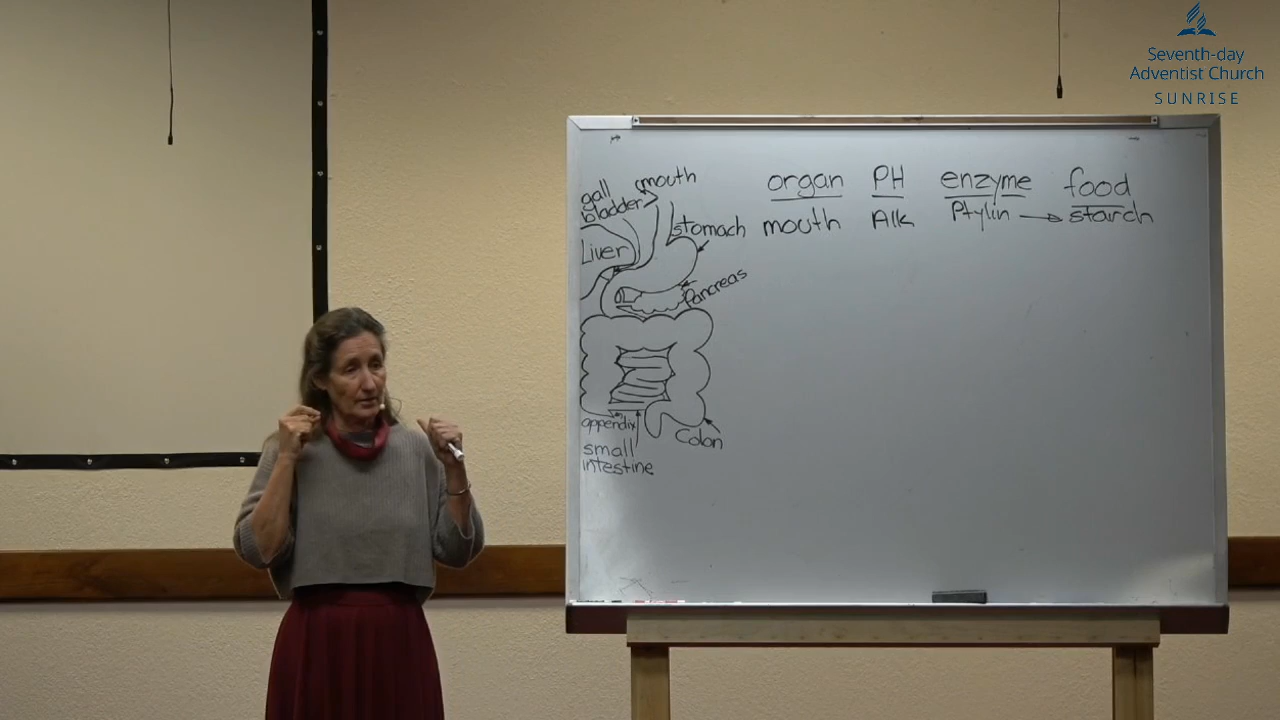 Seventh-day
Adventist Church
SUNRISE
organ PH enzyme food
mouth Alk Ptylin → starch
mouth
gall
bladder
stomach
Liver
Pancreas
appendix
Colon
small
intestine